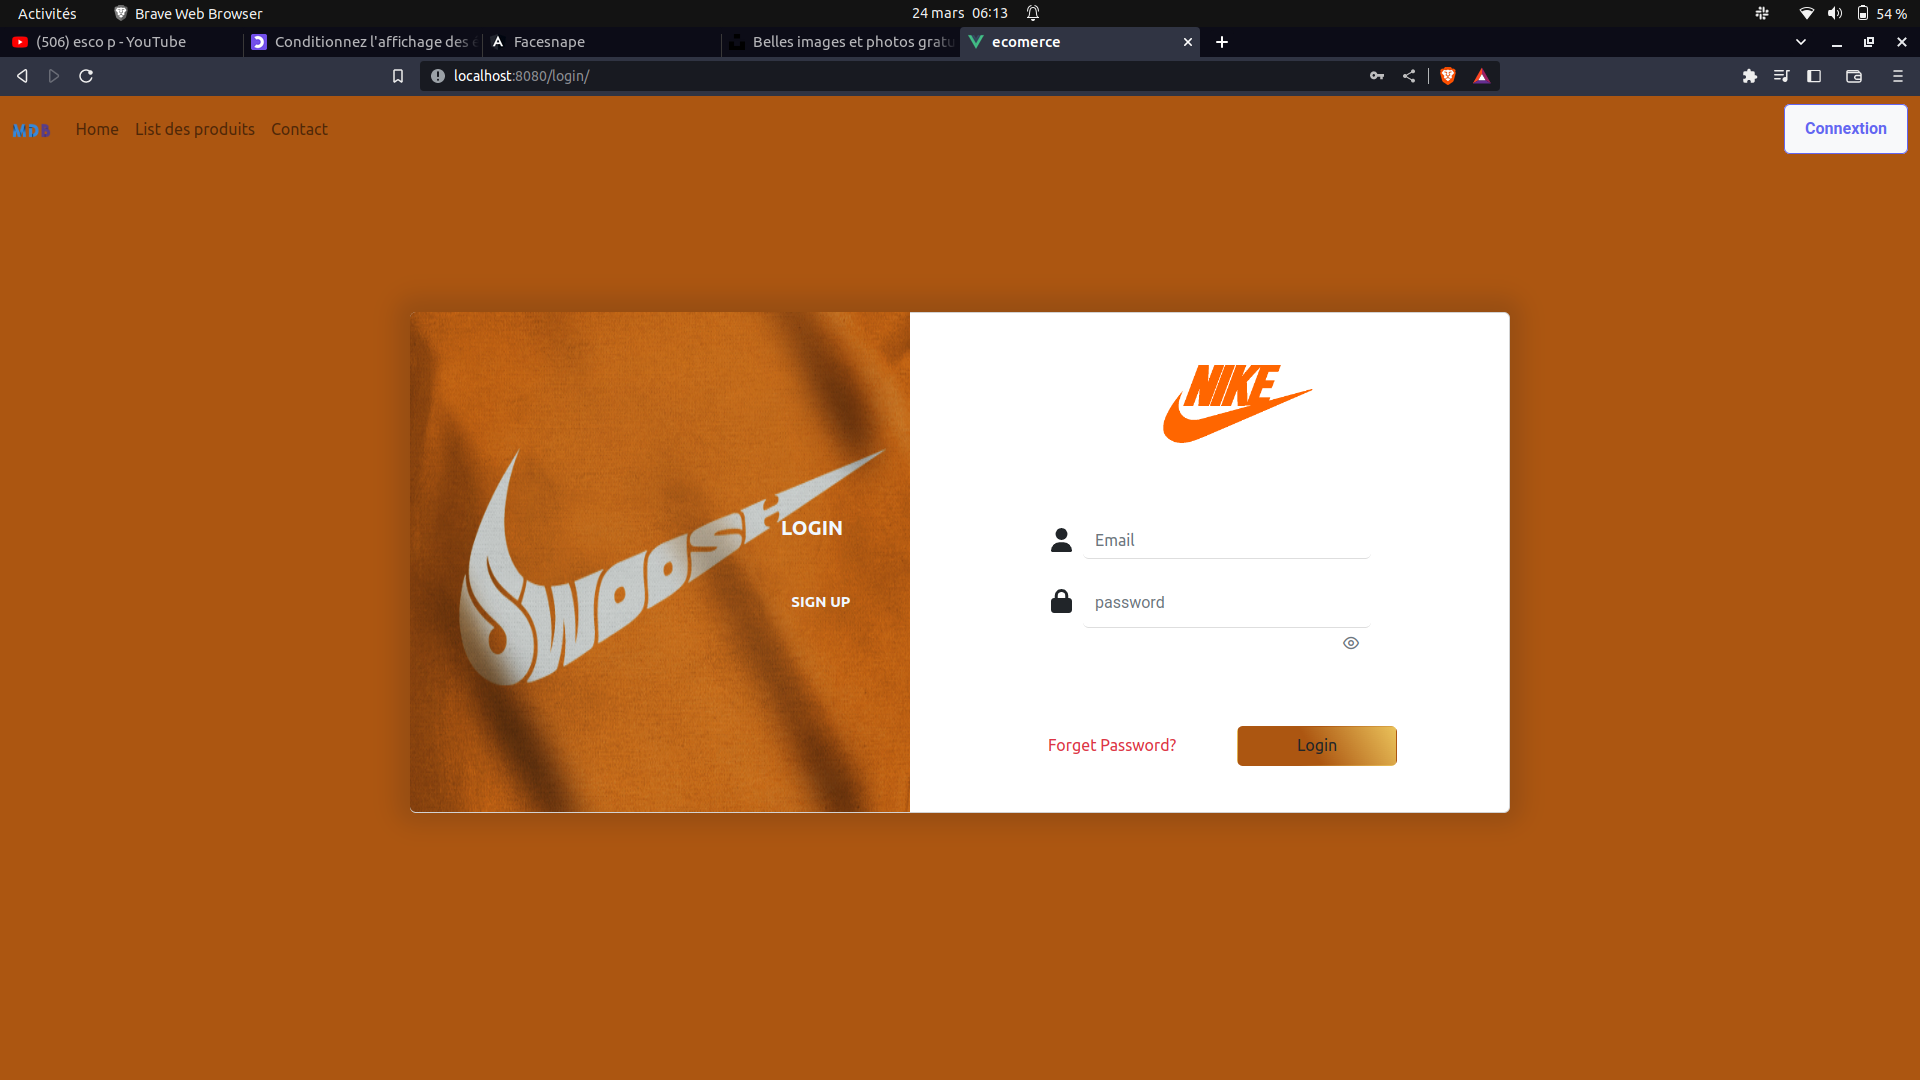 Activités
Brave Web Browser
24 mars 06:13
54 %
(506) esco p - YouTube
Conditionnez l'affichage des
Facesnape
Belles images et photos gratu
ecomerce
localhost:8080/login/
MDB
Home
List des produits
Contact
Connextion
NIKE
SWOOSH
LOGIN
SIGN UP
Email
password
Forget Password?
Login